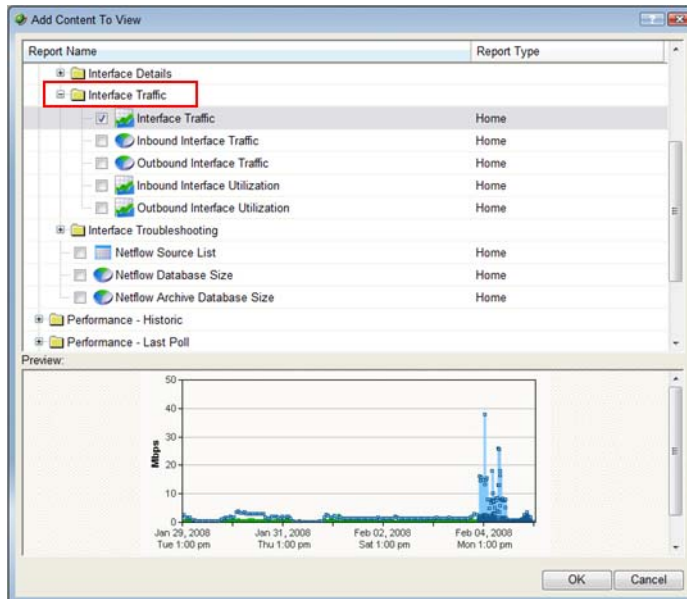 Add Content To View
Report Name Report Type
Interface Details
Interface Traffic
Interface Traffic Home
Inbound Interface Traffic Home
Outbound Interface Traffic Home
Inbound Interface Utilization Home
Outbound Interface Utilization Home
Interface Troubleshooting
Netflow Source List Home
Netflow Database Size Home
Netflow Archive Database Size Home
Performance - Historic
Performance - Last Poll
Preview:
50
40
30
20
10
0
Mbps
Jan 29, 2008 Jan 31, 2008 Feb 02, 2008 Feb 04, 2008
Tue 1:00 pm Thu 1:00 pm Sat 1:00 pm Mon 1:00 pm
OK Cancel